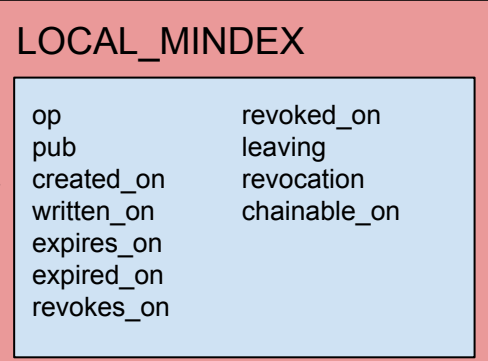 LOCAL_MINDEX
op
pub
created_on
written_on
expires_on
expired_on
revokes_on
revoked_on
leaving
revocation
chainable_on